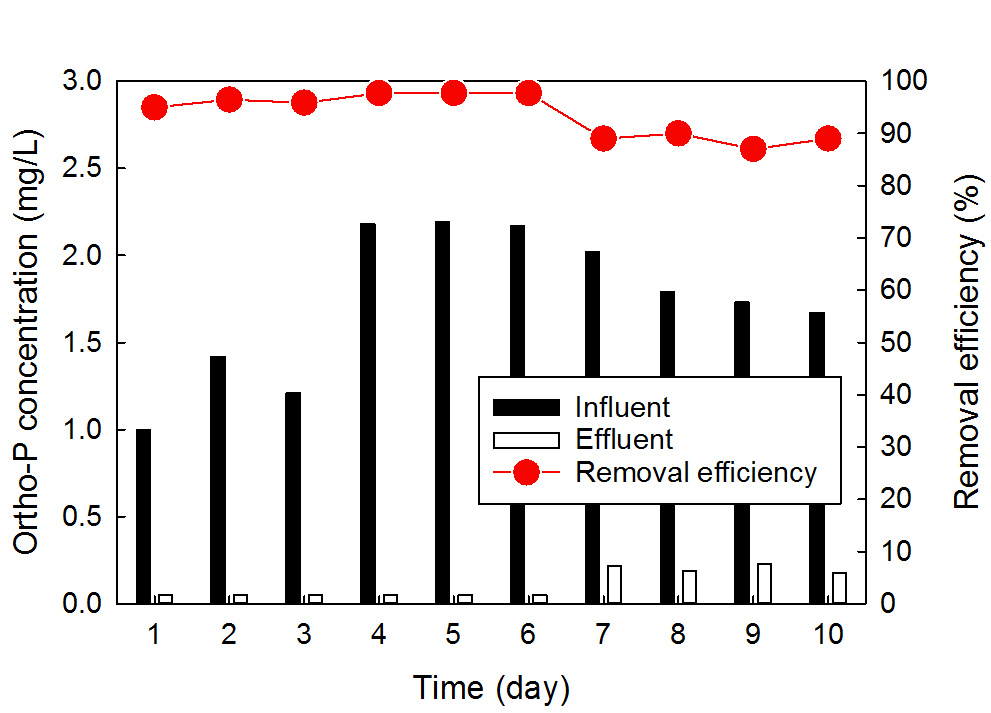 3.0
2.5
2.0
1.5
1.0
0.5
0.0
Ortho-P concentration (mg/L)
100
90
80
70
60
50
40
30
20
10
0
Removal efficiency (%)
Influent
Effluent
Removal efficiency
1 2 3 4 5 6 7 8 9 10
Time (day)